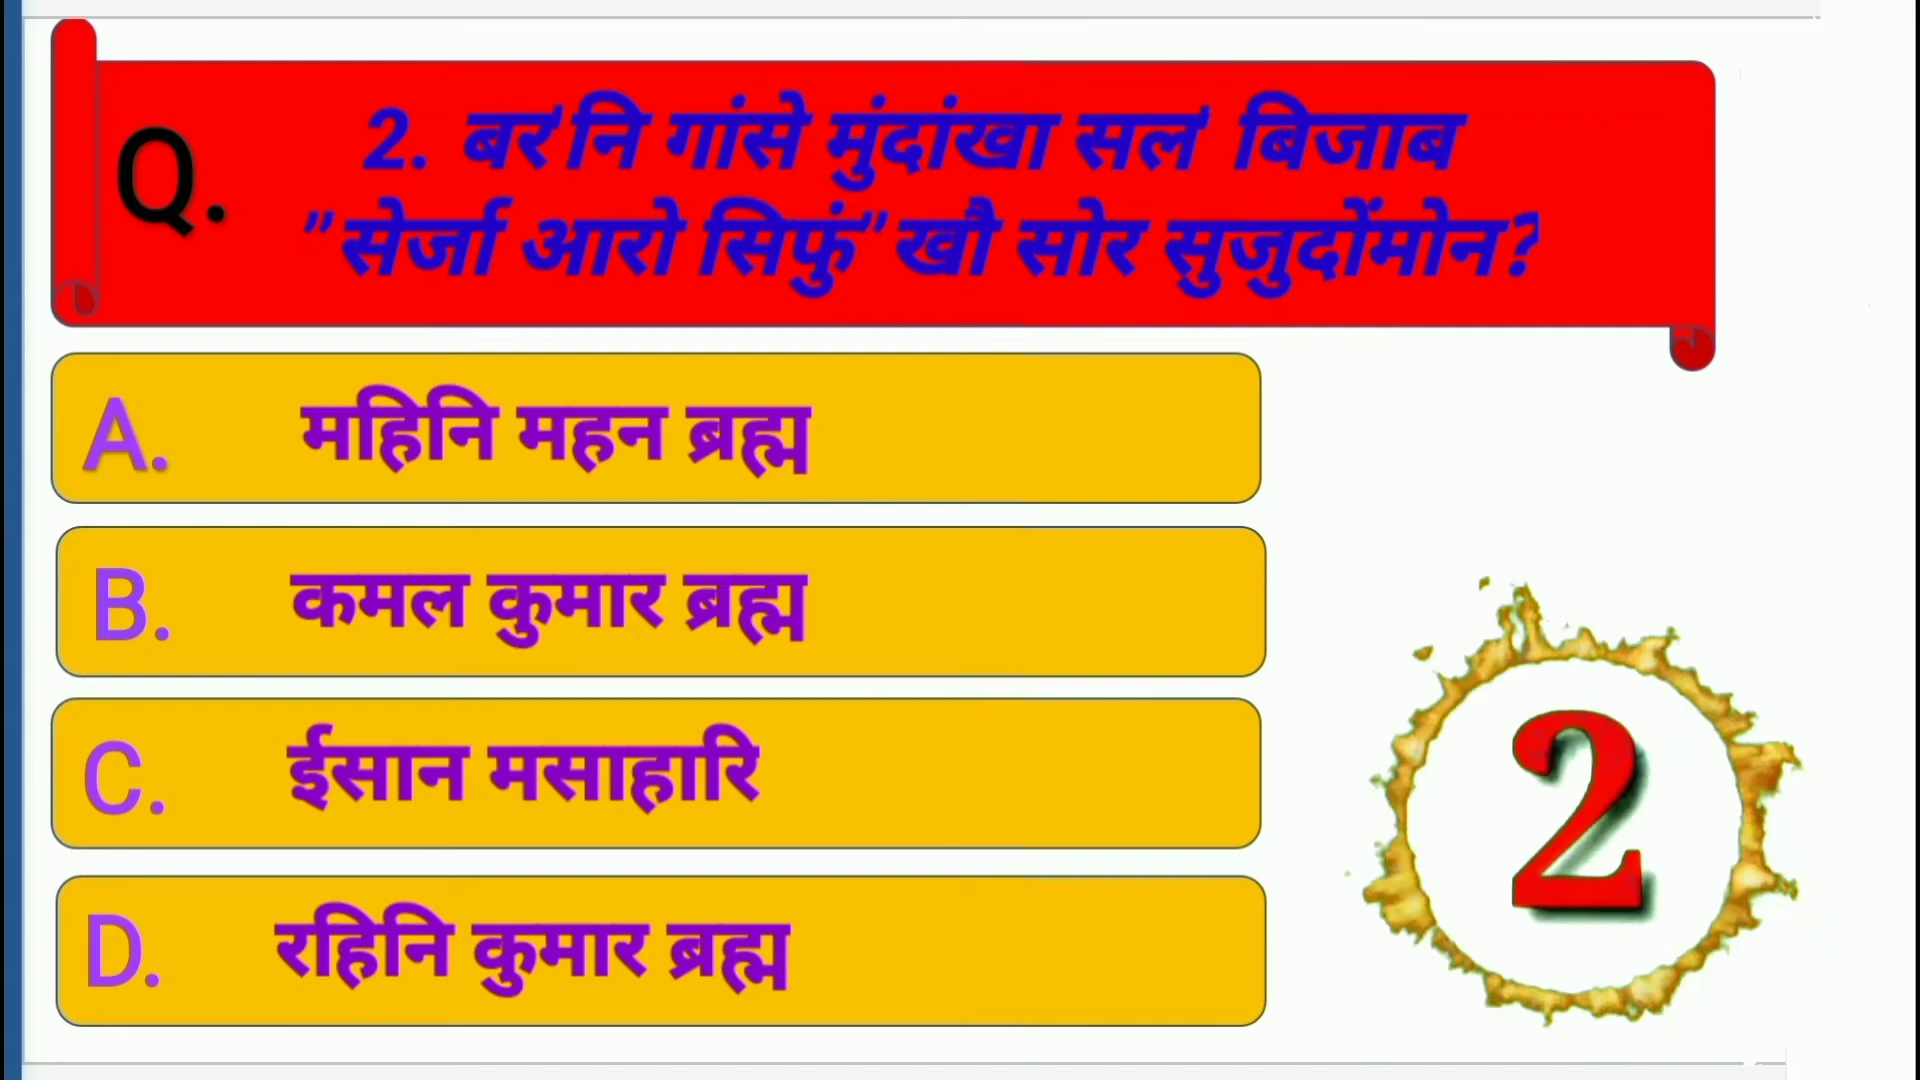 Q.
2. बर'नि गांसे मुंदांखा सल' बिजाब
"सेर्जा आरो सिफुं"खौ सोर सुजुदोंमोन?
A. महिनि महन ब्रह्म
B. कमल कुमार ब्रह्म
C. ईसान मसाहारि
D. रहिनि कुमार ब्रह्म
2